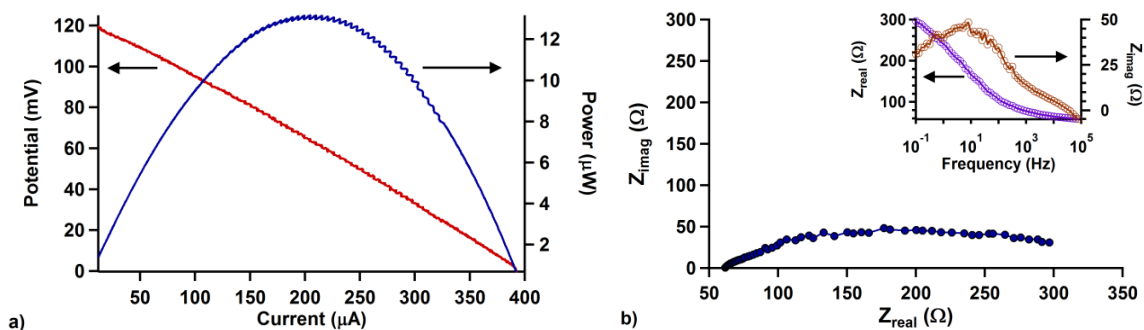 120
100
80
60
40
20
0
Potential (mV)
12
10
8
6
4
2
Power (μW)
50 100 150 200 250 300 350 400
Current (μA)
a)
300
250
200
150
100
50
0
Z_imag (Ω)
50 100 150 200 250 300
Z_real (Ω)
b)
300
200
100
Z_real (Ω)
50
25
0
Z_imag (Ω)
10^-1 10^1 10^3 10^5
Frequency (Hz)